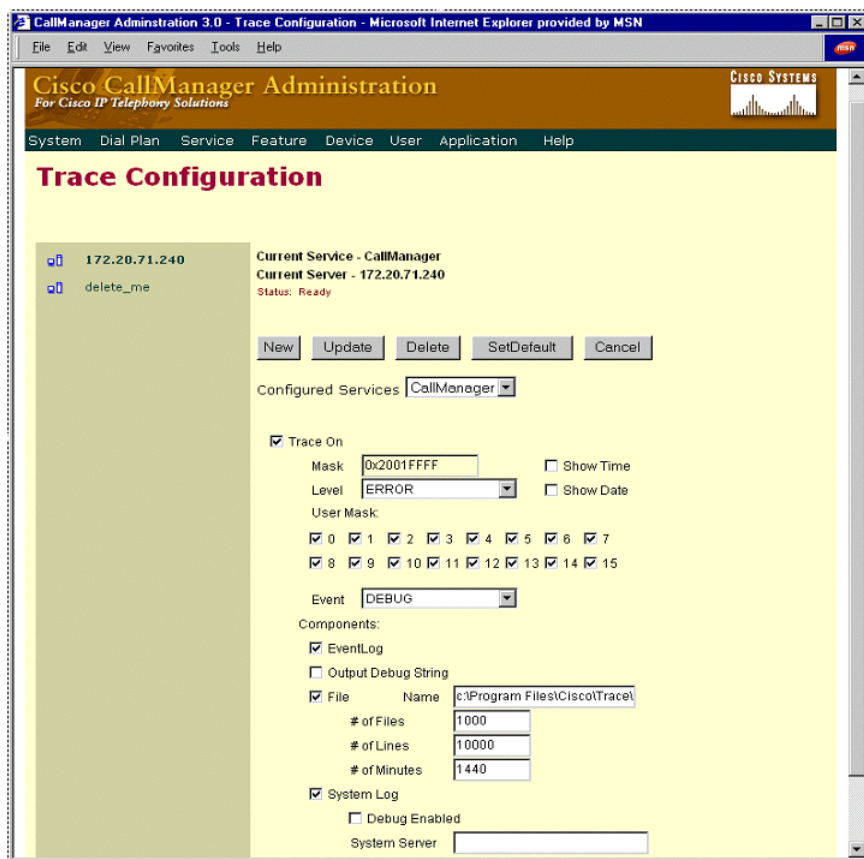 CallManager Adminstration 3.0 - Trace Configuration - Microsoft Internet Explorer provided by MSN
File Edit View Favorites Tools Help
msn
Cisco CallManager Administration
For Cisco IP Telephony Solutions
CISCO SYSTEMS
System Dial Plan Service Feature Device User Application Help
Trace Configuration
172.20.71.240
delete_me
Current Service - CallManager
Current Server - 172.20.71.240
Status: Ready
New Update Delete SetDefault Cancel
Configured Services CallManager
Trace On
Mask 0x2001FFFF Show Time
Level ERROR Show Date
User Mask:
0 1 2 3 4 5 6 7
8 9 10 11 12 13 14 15
Event DEBUG
Components:
EventLog
Output Debug String
File Name c:\Program Files\Cisco\Trace\
# of Files 1000
# of Lines 10000
# of Minutes 1440
System Log
Debug Enabled
System Server